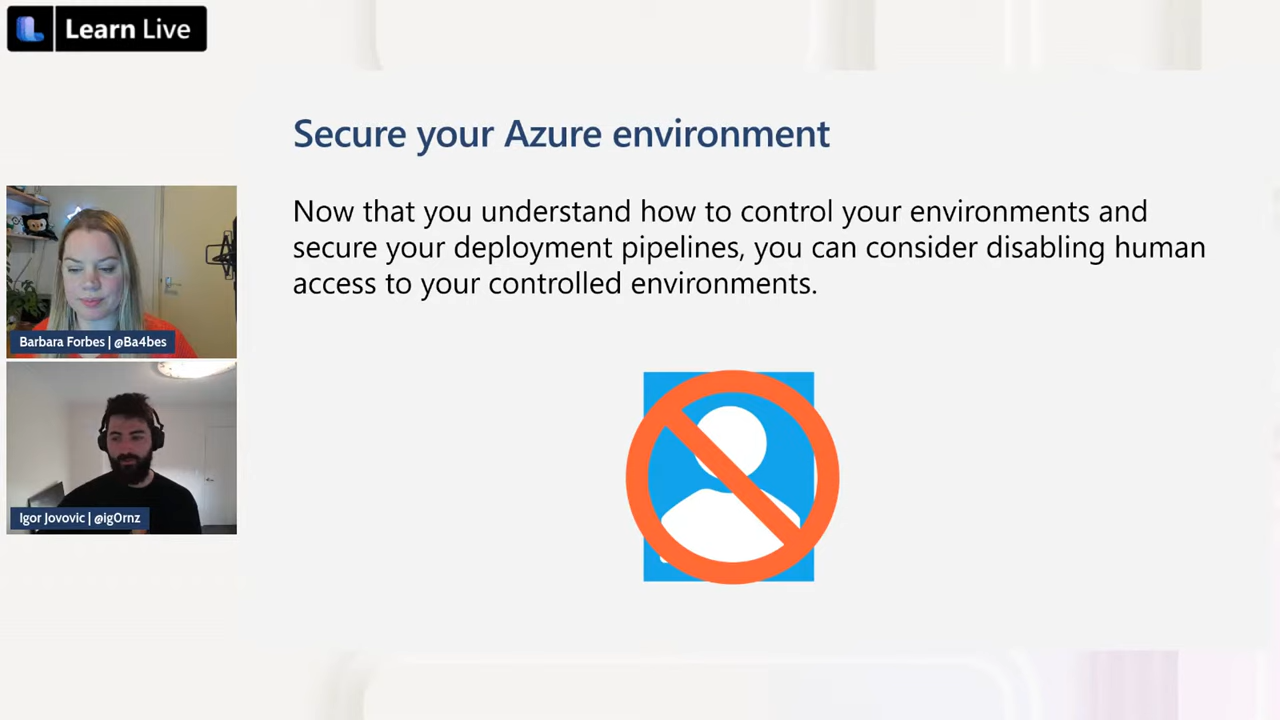 Learn Live
Secure your Azure environment
Now that you understand how to control your environments and
secure your deployment pipelines, you can consider disabling human
access to your controlled environments.
Barbara Forbes | @Ba4bes
Igor Jovovic | @ig0rnz